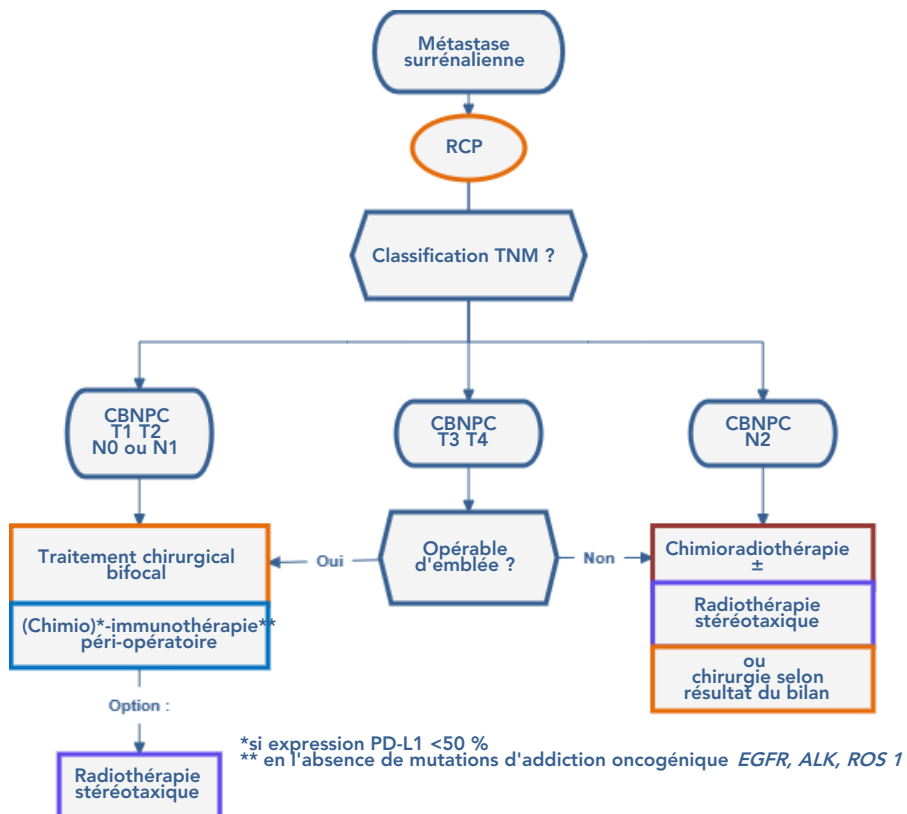 Métastase
surrénalienne
RCP
Classification TNM ?
CBNPC
T1 T2
N0 ou N1
CBNPC
T3 T4
CBNPC
N2
Traitement chirurgical
bifocal
(Chimio)*-immunothérapie**
péri-opératoire
Oui
Opérable
d'emblée ?
Non
Chimioradiothérapie
±
Radiothérapie
stéréotaxique
ou
chirurgie selon
résultat du bilan
Option :
Radiothérapie
stéréotaxique
*si expression PD-L1 <50 %
** en l'absence de mutations d'addiction oncogénique EGFR, ALK, ROS 1